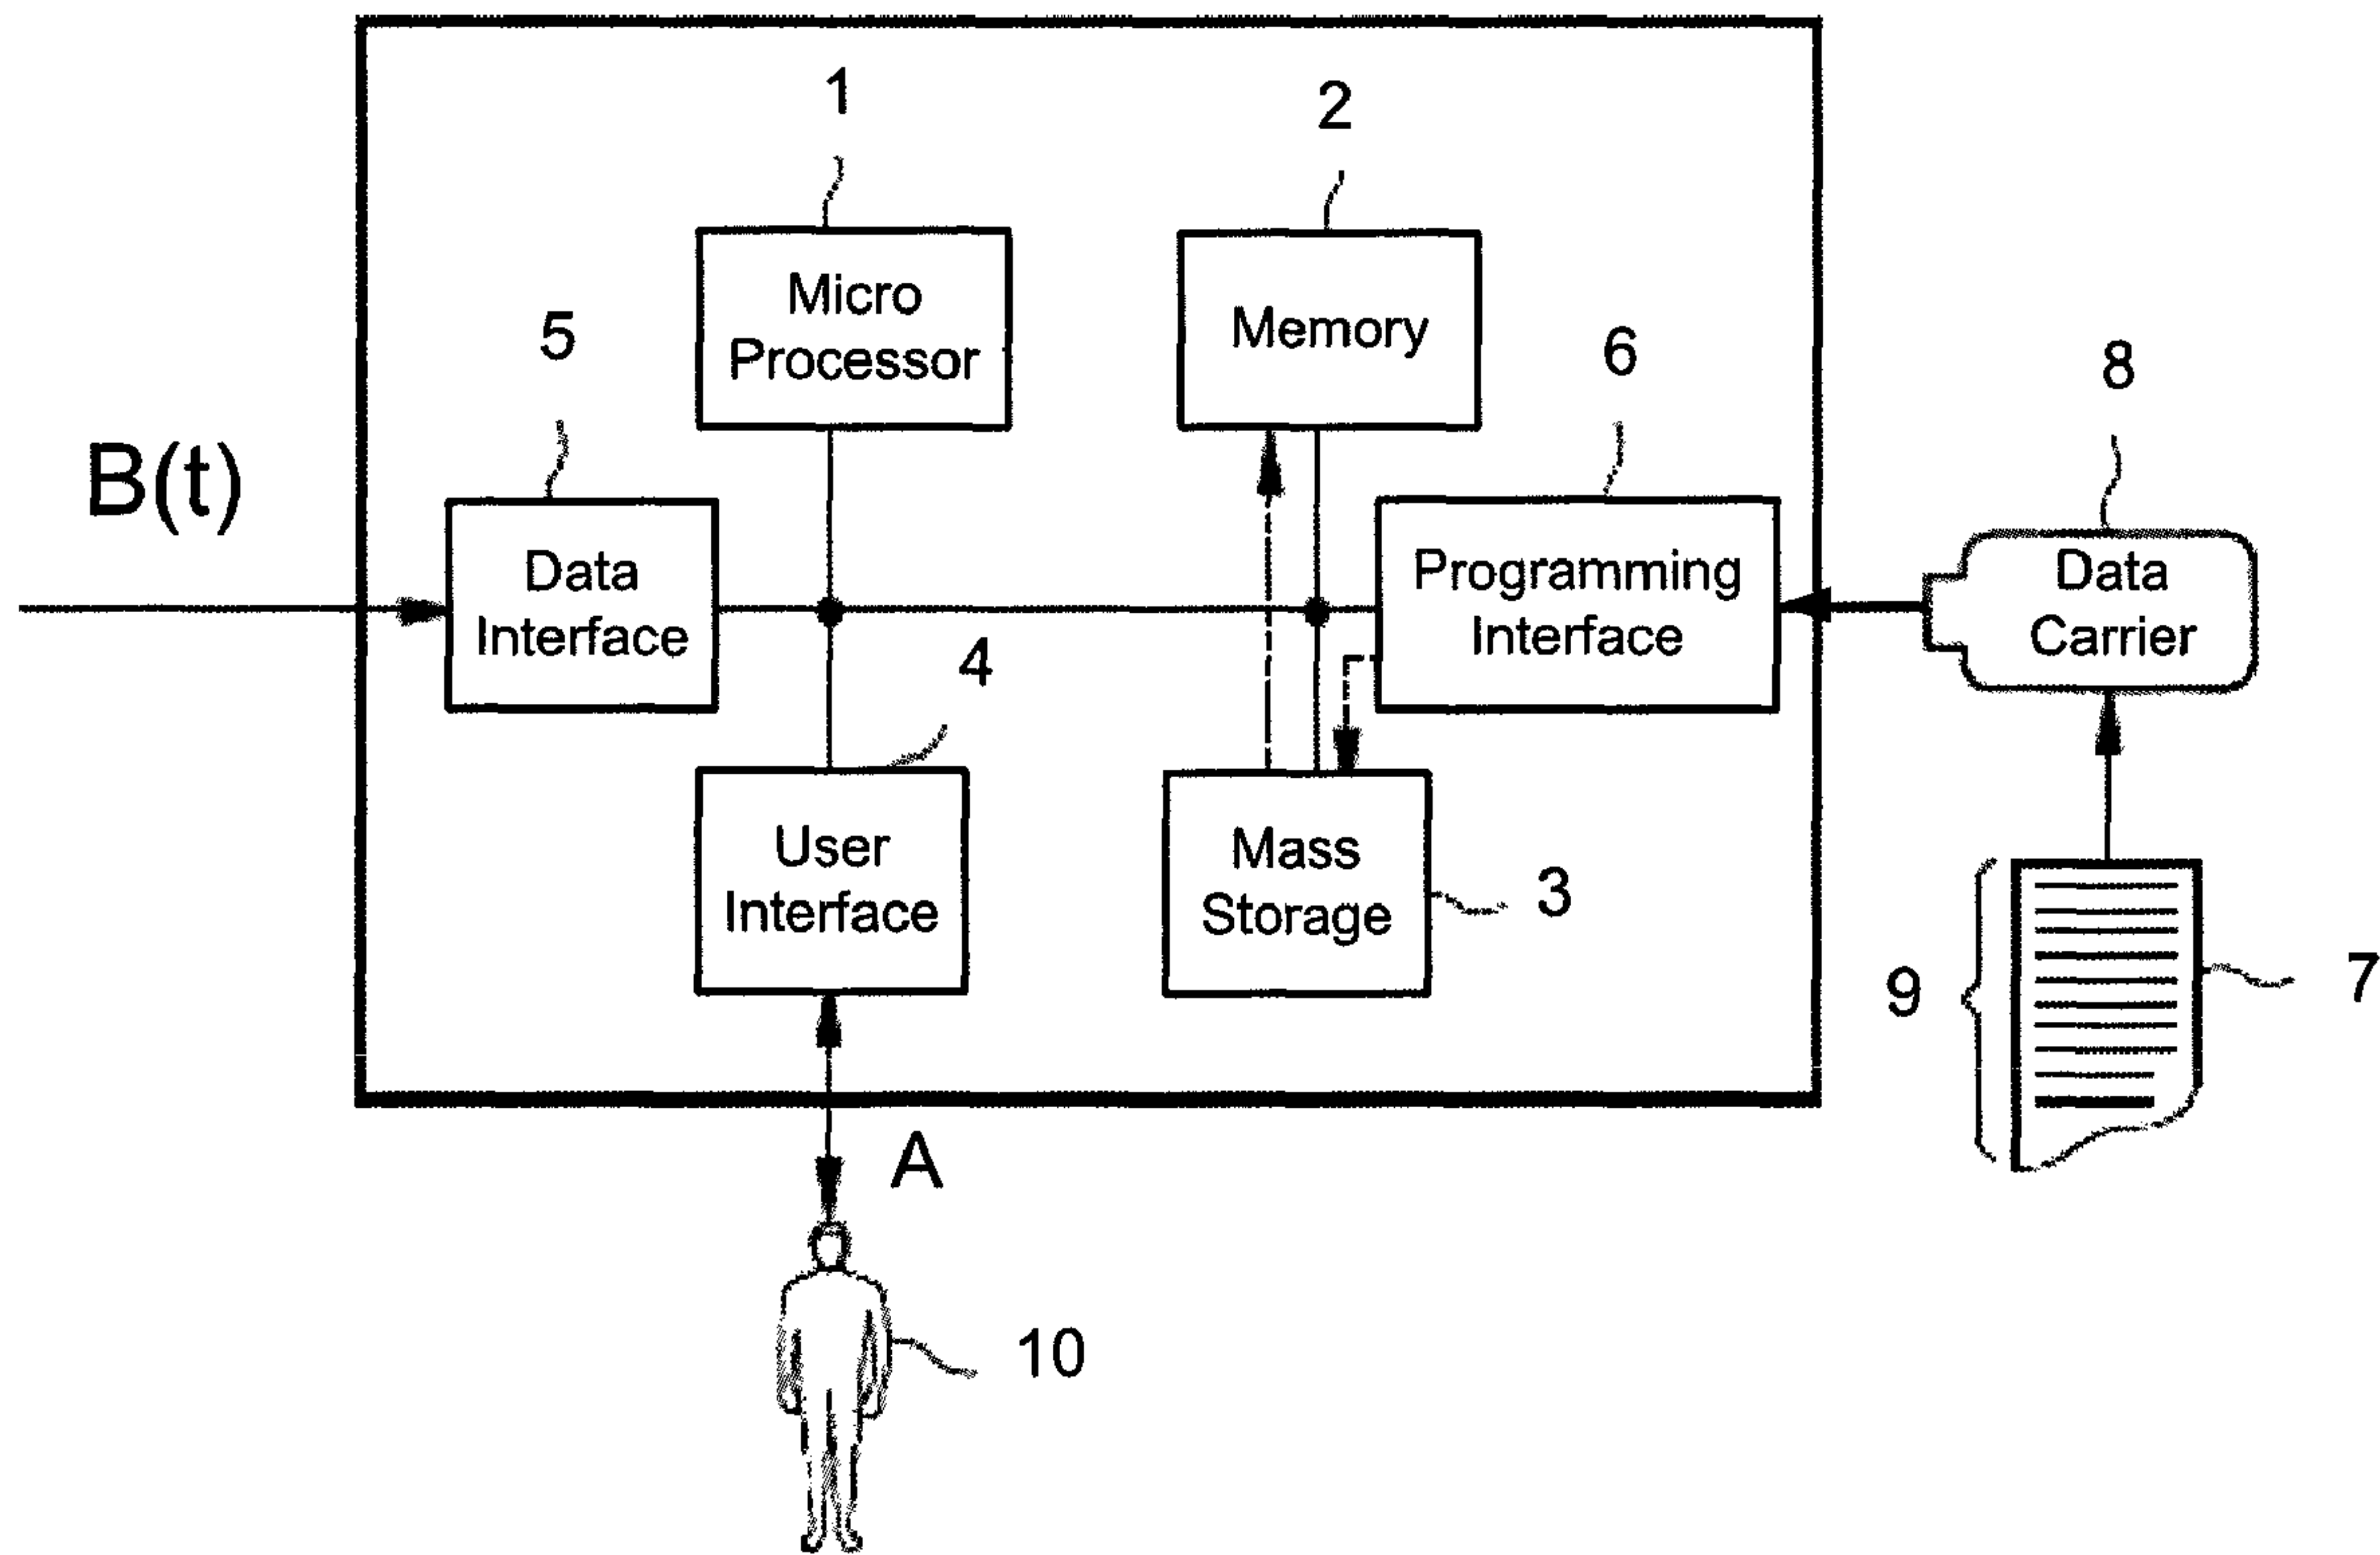 1
2
Micro
Processor
Memory
5
6
8
B(t)
Data
Interface
Programming
Interface
Data
Carrier
4
User
Interface
Mass
Storage
3
9
7
A
10